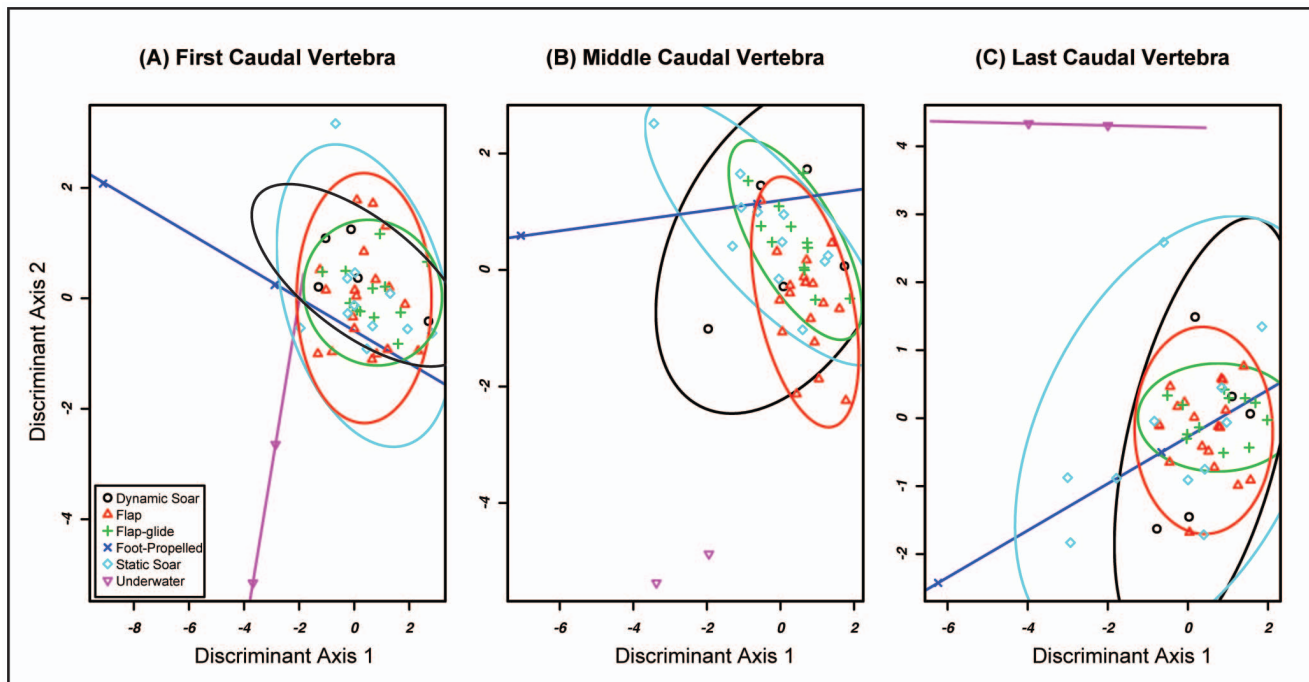 (A) First Caudal Vertebra
(B) Middle Caudal Vertebra
(C) Last Caudal Vertebra
Discriminant Axis 2
2
0
-2
-4
Dynamic Soar
Flap
Flap-glide
Foot-Propelled
Static Soar
Underwater
-8
-6
-4
-2
0
2
Discriminant Axis 1
2
0
-2
-4
-6
-4
-2
0
2
Discriminant Axis 1
4
3
2
1
0
-1
-2
-6
-4
-2
0
2
Discriminant Axis 1